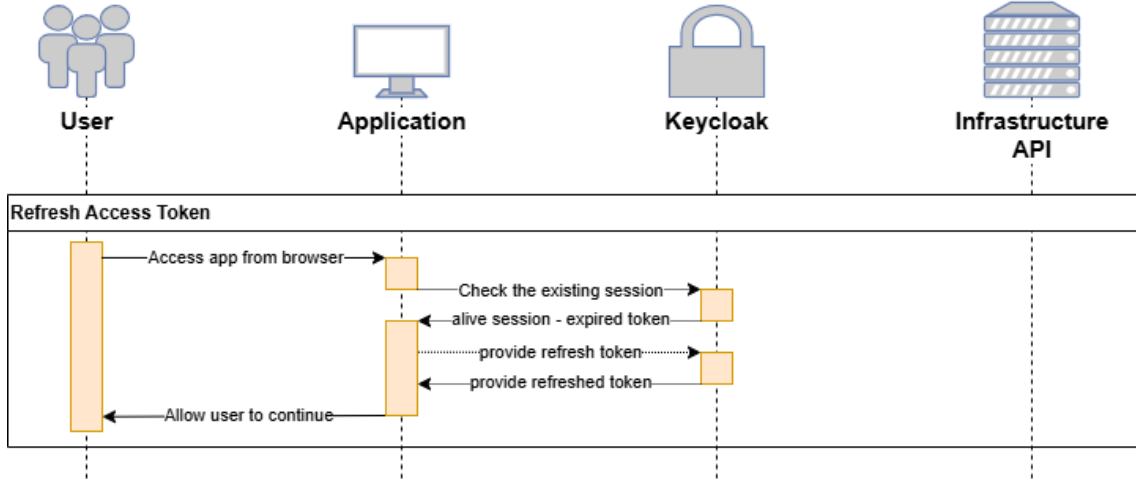 User
Application
Keycloak
Infrastructure
API
Refresh Access Token
Access app from browser
Check the existing session
alive session - expired token
provide refresh token
provide refreshed token
Allow user to continue